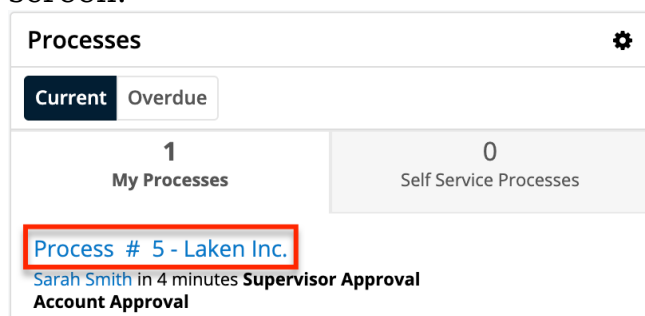 screen.
Processes
Current Overdue
1
My Processes
0
Self Service Processes
Process # 5 - Laken Inc.
Sarah Smith in 4 minutes Supervisor Approval
Account Approval